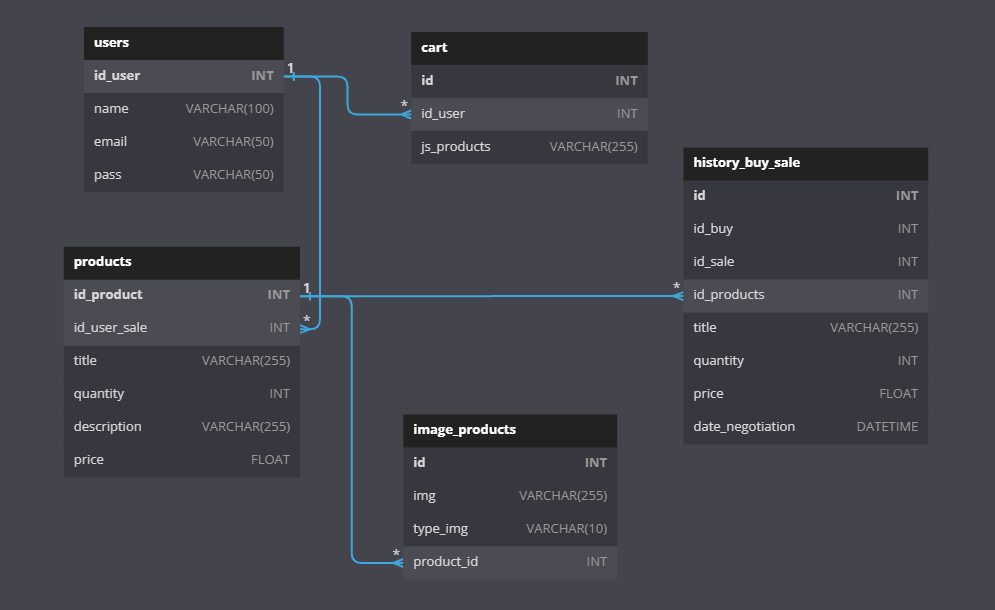 users
id_user INT
name VARCHAR(100)
email VARCHAR(50)
pass VARCHAR(50)
1
cart
id INT
* id_user INT
js_products VARCHAR(255)
history_buy_sale
id INT
id_buy INT
id_sale INT
* id_products INT
title VARCHAR(255)
quantity INT
price FLOAT
date_negotiation DATETIME
products
id_product INT 1
id_user_sale INT *
title VARCHAR(255)
quantity INT
description VARCHAR(255)
price FLOAT
image_products
id INT
img VARCHAR(255)
type_img VARCHAR(10)
* product_id INT